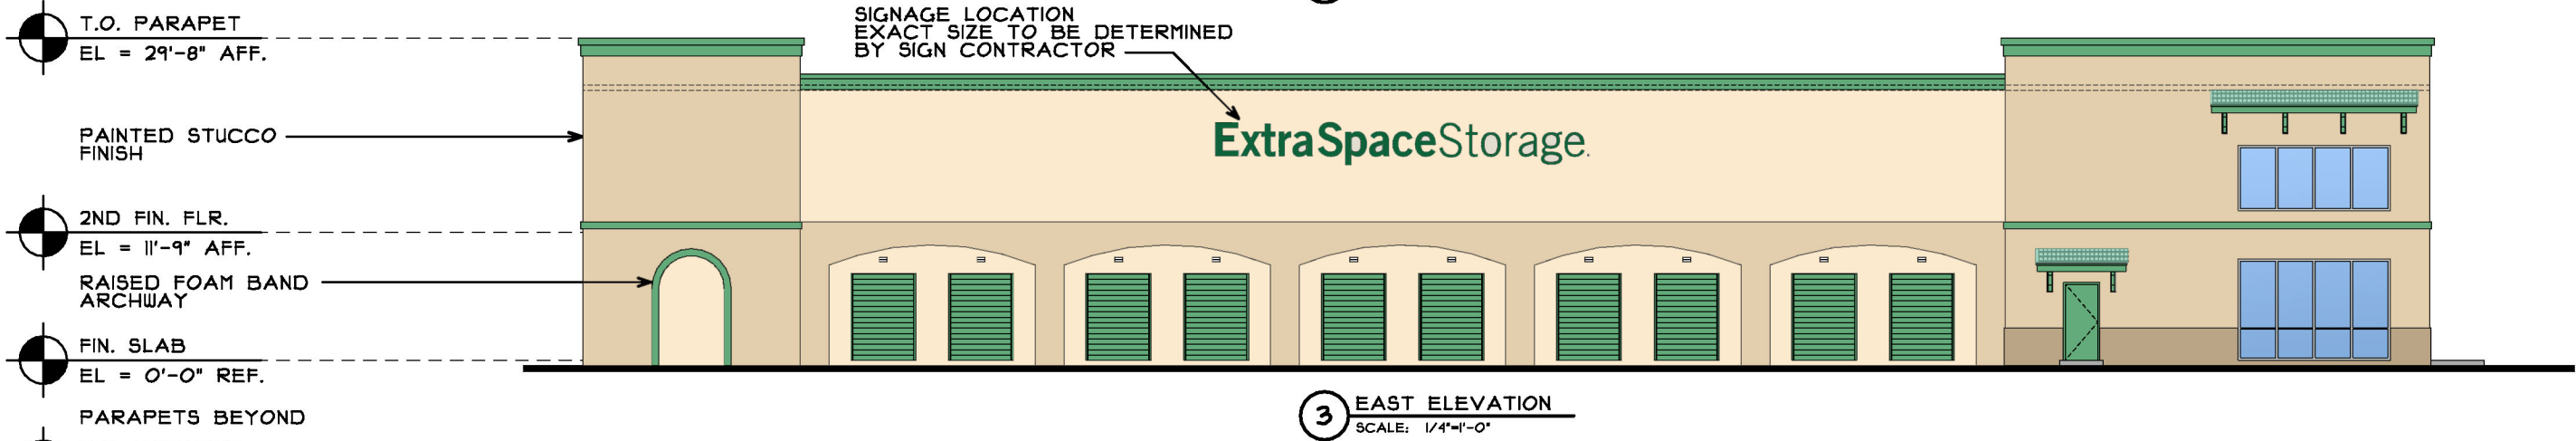 T.O. PARAPET
EL = 29'-8" AFF.
SIGNAGE LOCATION
EXACT SIZE TO BE DETERMINED
BY SIGN CONTRACTOR
PAINTED STUCCO
FINISH
ExtraSpaceStorage.
2ND FIN. FLR.
EL = 11'-9" AFF.
RAISED FOAM BAND
ARCHWAY
FIN. SLAB
EL = 0'-0" REF.
PARAPETS BEYOND
3 EAST ELEVATION
SCALE: 1/4"=1'-0"